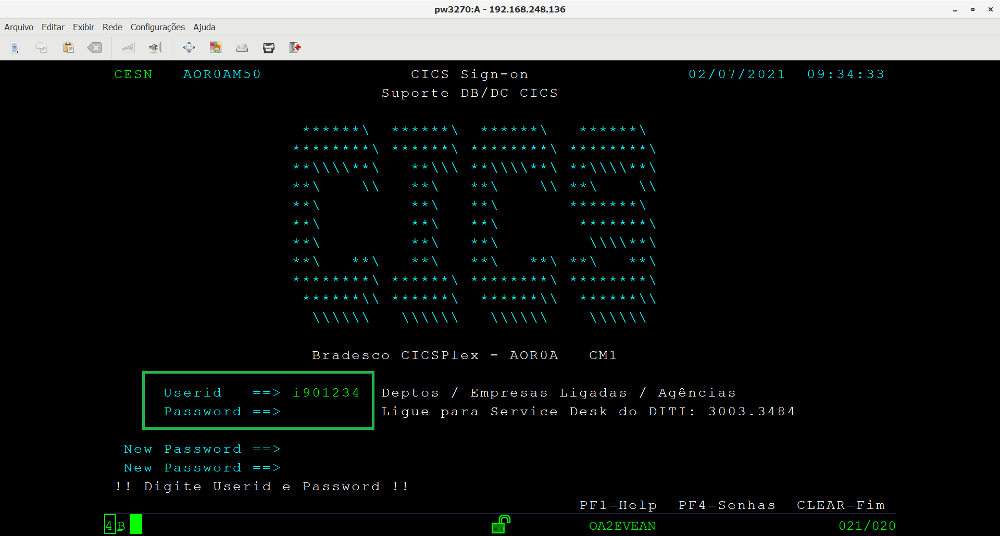 pw3270:A - 192.168.248.136
Arquivo Editar Exibir Rede Configurações Ajuda
CESN AOR0AM50 CICS Sign-on 02/07/2021 09:34:33
Suporte DB/DC CICS
******\ ******\ ******\ ******\
********\ ******\ ********\ ********\
**\\\\**\ **\\\ **\\\\**\ **\\\\**\
**\ \\ **\ **\ \\ **\ \\
**\ **\ **\ *******\
**\ **\ **\ *******\
**\ **\ **\ \\\\**\
**\ **\ **\ **\ **\ **\ **\
********\ ******\ ********\ ********\
******\\ ******\ ******\\ ******\\
\\\\\\ \\\\\\ \\\\\\ \\\\\\
Bradesco CICSPlex - AOR0A CM1
Userid ==> i901234 Deptos / Empresas Ligadas / Agências
Password ==> Ligue para Service Desk do DITI: 3003.3484
New Password ==>
New Password ==>
!! Digite Userid e Password !!
PF1=Help PF4=Senhas CLEAR=Fim
4 B OA2EVEAN 021/020